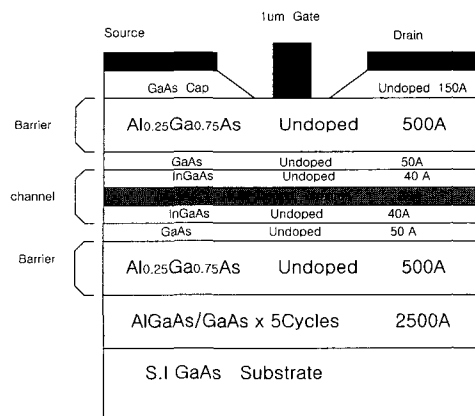 1um Gate
Source
Drain
GaAs Cap Undoped 150A
Barrier
Al0.25Ga0.75As Undoped 500A
GaAs Undoped 50A
InGaAs Undoped 40 A
channel
InGaAs Undoped 40A
GaAs Undoped 50 A
Barrier
Al0.25Ga0.75As Undoped 500A
AlGaAs/GaAs x 5Cycles 2500A
S.I GaAs Substrate